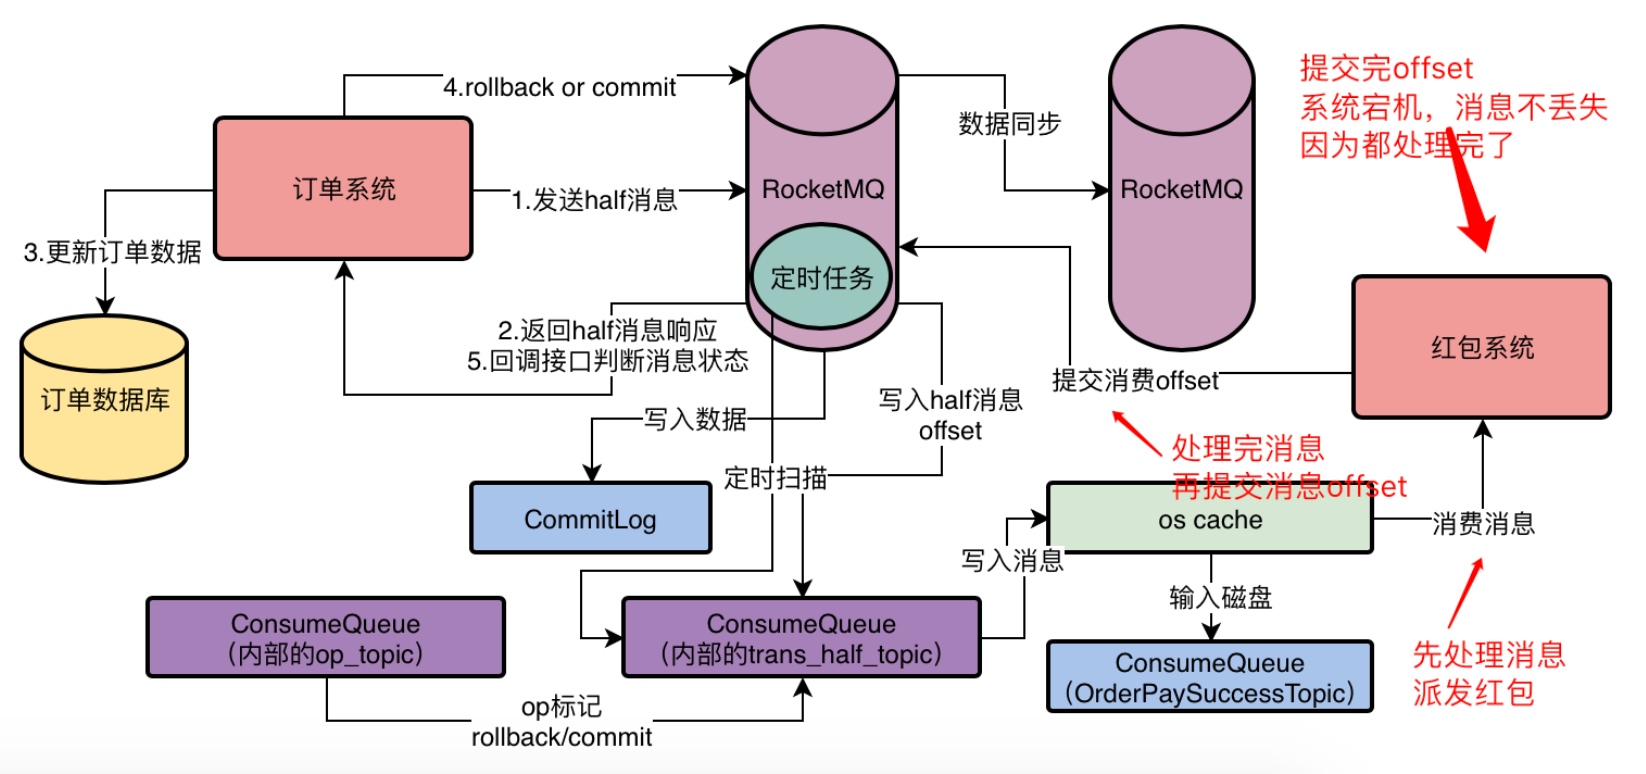 提交完offset
系统宕机，消息不丢失
因为都处理完了
4.rollback or commit
数据同步
订单系统
1.发送half消息
RocketMQ
RocketMQ
3.更新订单数据
定时任务
2.返回half消息响应
5.回调接口判断消息状态
红包系统
订单数据库
提交消费offset
写入half消息
offset
写入数据
处理完消息
再提交消息offset
定时扫描
CommitLog
os cache
消费消息
写入消息
输入磁盘
ConsumeQueue
（内部的op_topic）
ConsumeQueue
（内部的trans_half_topic）
ConsumeQueue
（OrderPaySuccessTopic）
先处理消息
派发红包
op标记
rollback/commit